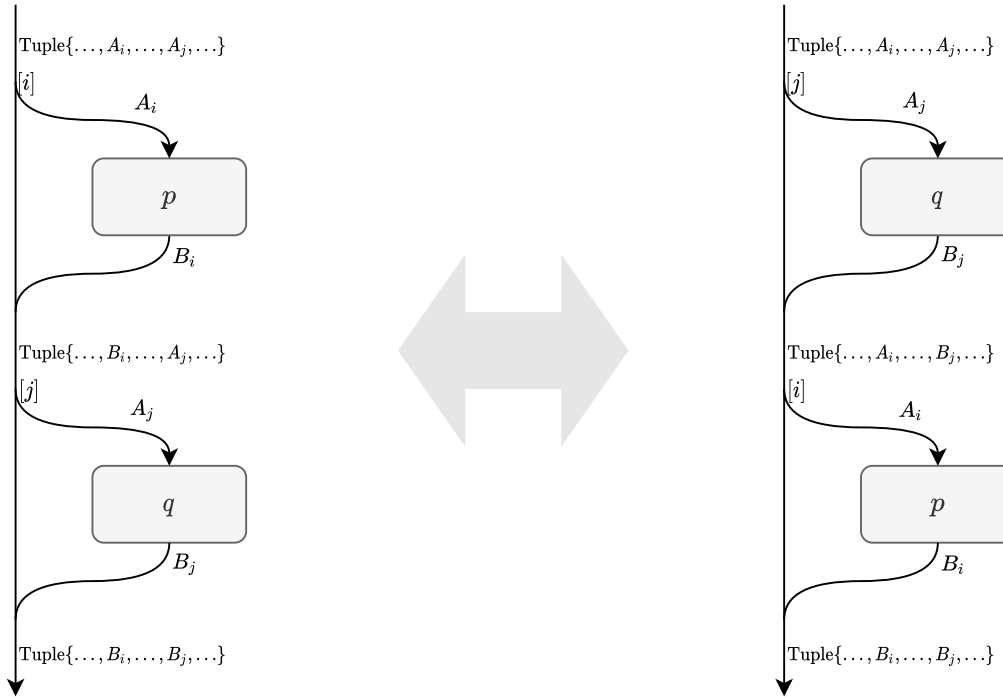 Tuple{…, A_i, …, A_j, …}
[i]
A_i
p
B_i
Tuple{…, B_i, …, A_j, …}
[j]
A_j
q
B_j
Tuple{…, B_i, …, B_j, …}
Tuple{…, A_i, …, A_j, …}
[j]
A_j
q
B_j
Tuple{…, A_i, …, B_j, …}
[i]
A_i
p
B_i
Tuple{…, B_i, …, B_j, …}